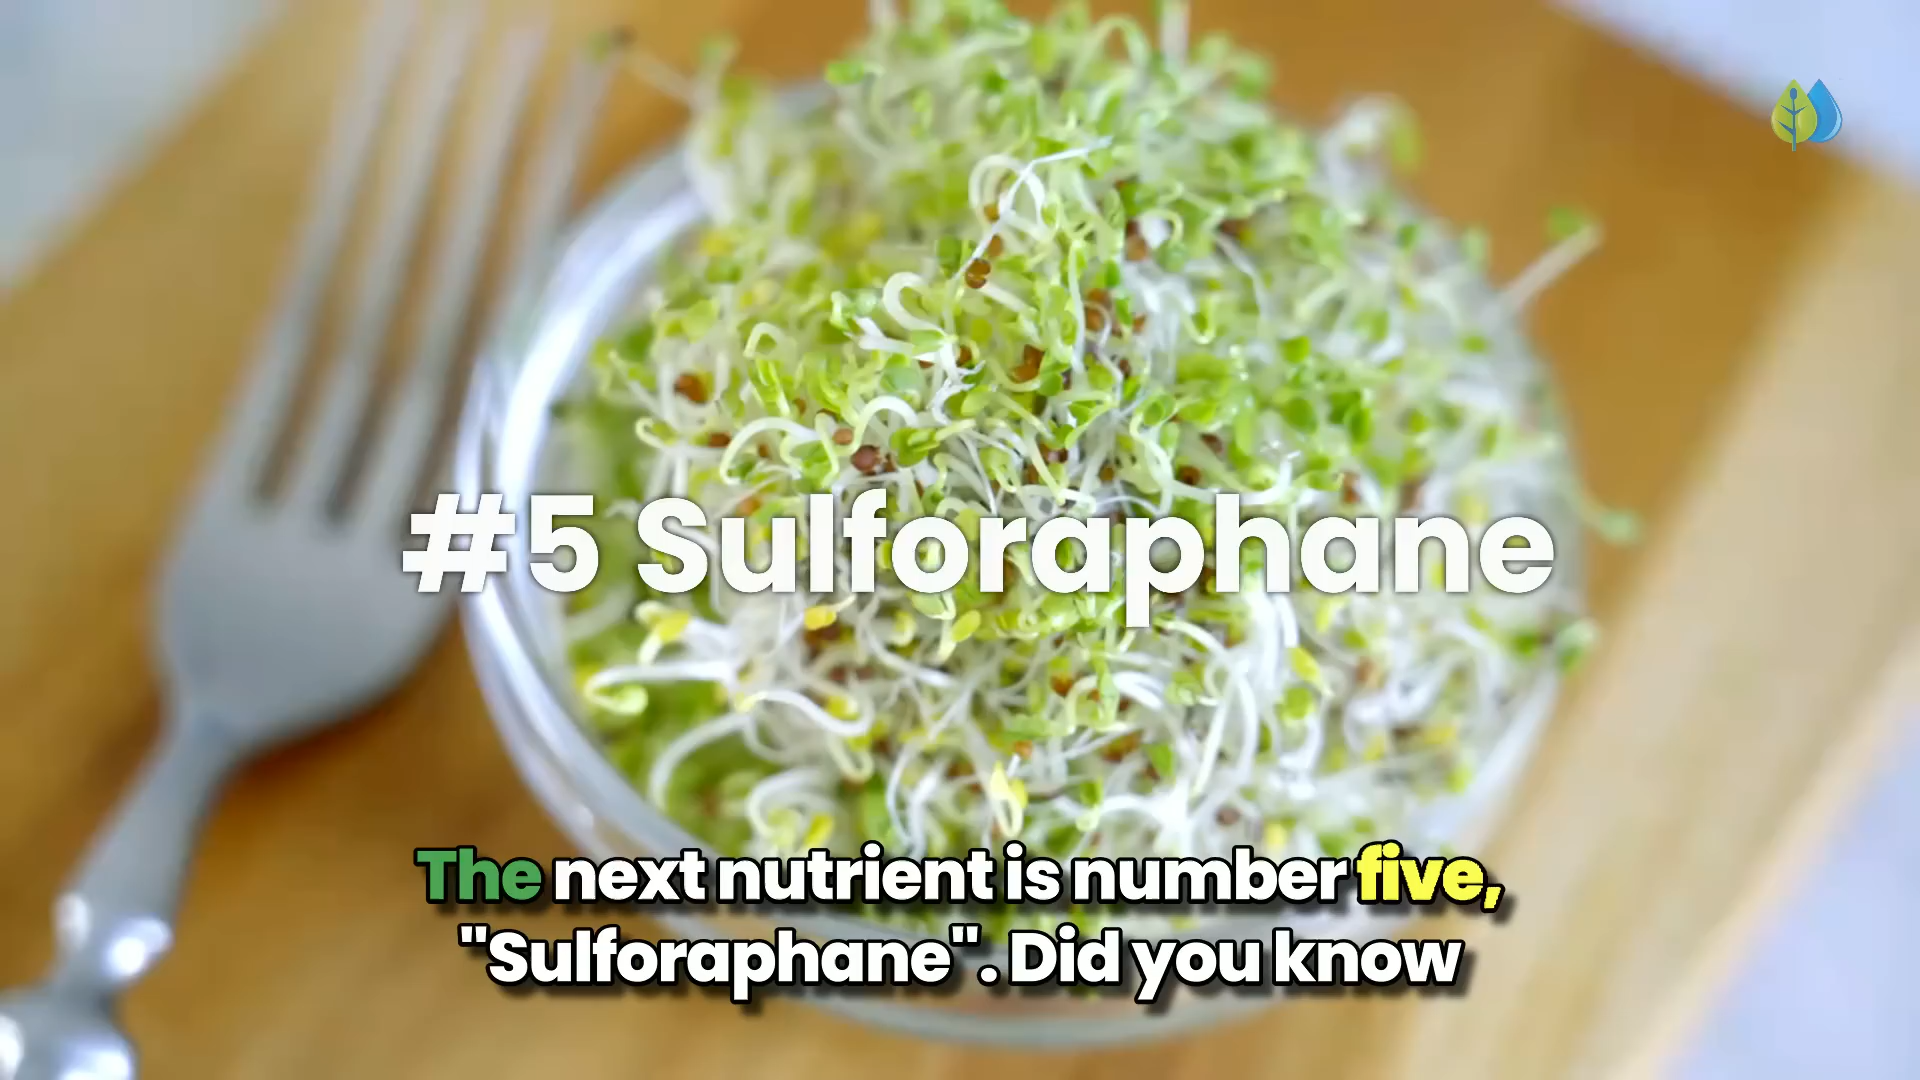 #5 Sulforaphane
The next nutrient is number five,
"Sulforaphane". Did you know